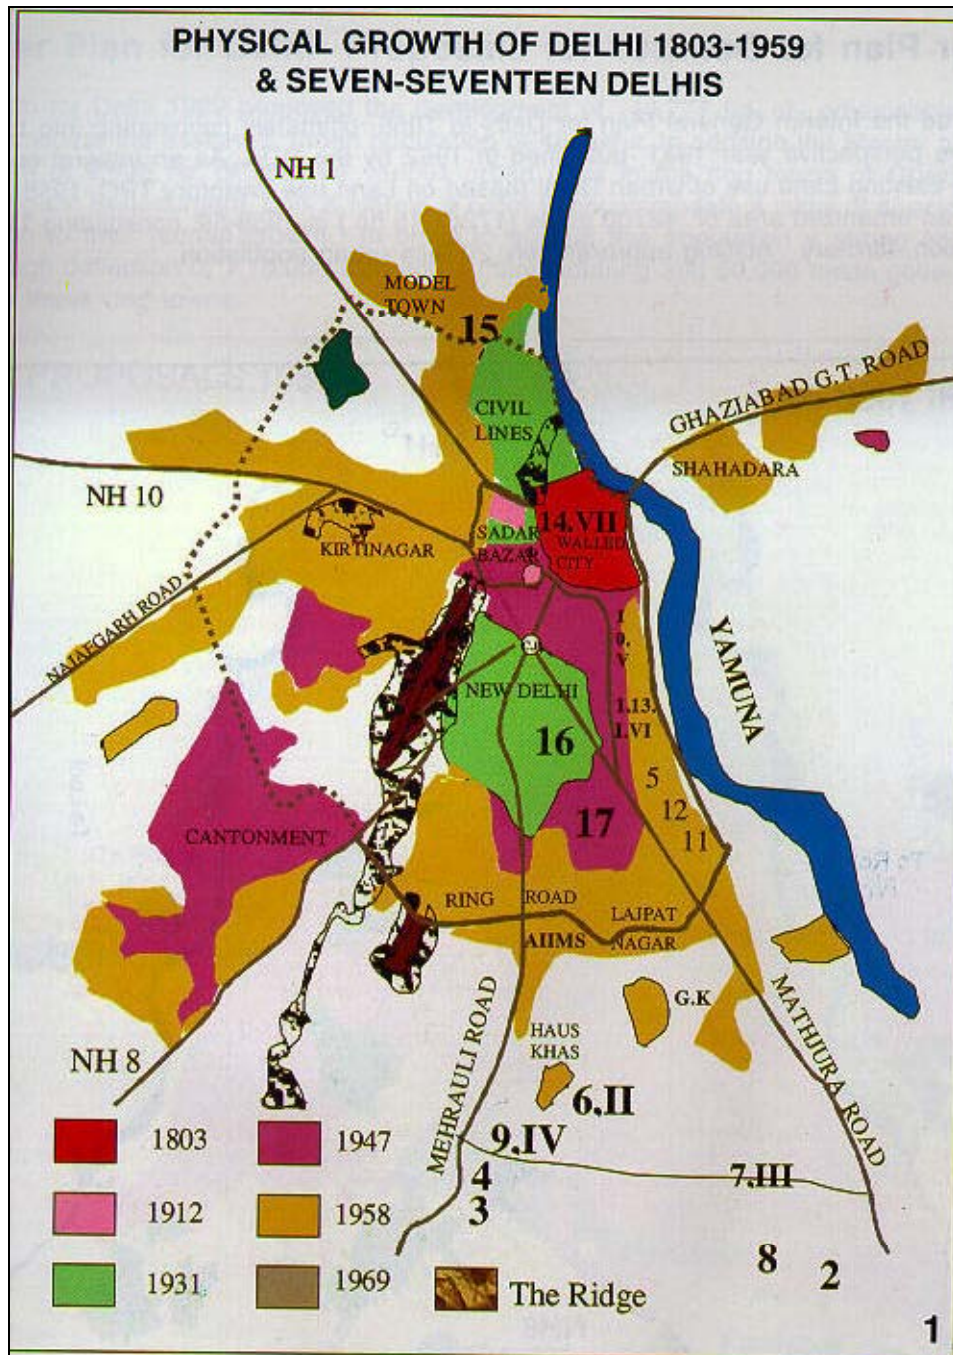 PHYSICAL GROWTH OF DELHI 1803-1959
& SEVEN-SEVENTEEN DELHIS
NH 1
MODEL
TOWN
15
GHAZIABAD G.T. ROAD
CIVIL
LINES
SHAHADARA
NH 10
14.VII
SADAR
WALLED
BAZAR
CITY
KIRTINAGAR
NAJAFGARH ROAD
YAMUNA
1
0,
V
NEW DELHI
1.13.
I.VI
16
5
12
17
11
CANTONMENT
RING ROAD
LAJPAT
NAGAR
AIIMS
G.K
MATHJURA ROAD
HAUS
KHAS
NH 8
MEHRAULI ROAD
6,II
9,IV
4
7,III
3
8
2
1803
1947
1912
1958
1931
1969
The Ridge
1